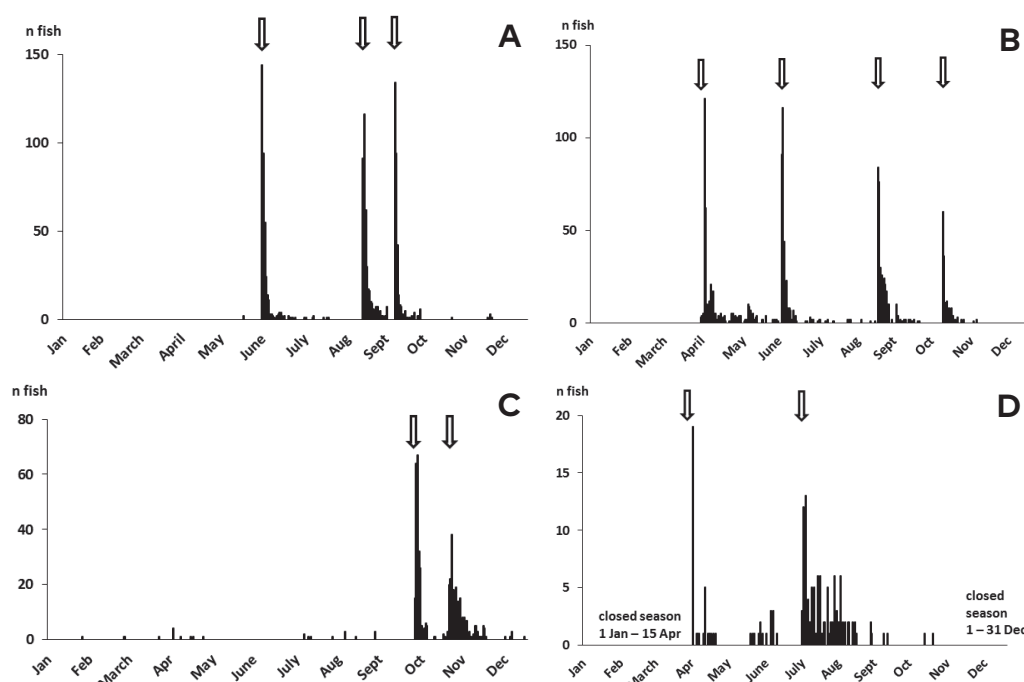 n fish
A
150
100
50
0
Jan
Feb
March
April
May
June
July
Aug
Sept
Oct
Nov
Dec
n fish
B
150
100
50
0
Jan
Feb
March
April
May
June
July
Aug
Sept
Oct
Nov
Dec
n fish
C
80
60
40
20
0
Jan
Feb
March
April
May
June
July
Aug
Sept
Oct
Nov
Dec
n fish
D
20
15
10
5
0
closed season
1 Jan – 15 Apr
closed
season
1 – 31 Dec
Jan
Feb
March
Apr
May
June
July
Aug
Sept
Oct
Nov
Dec